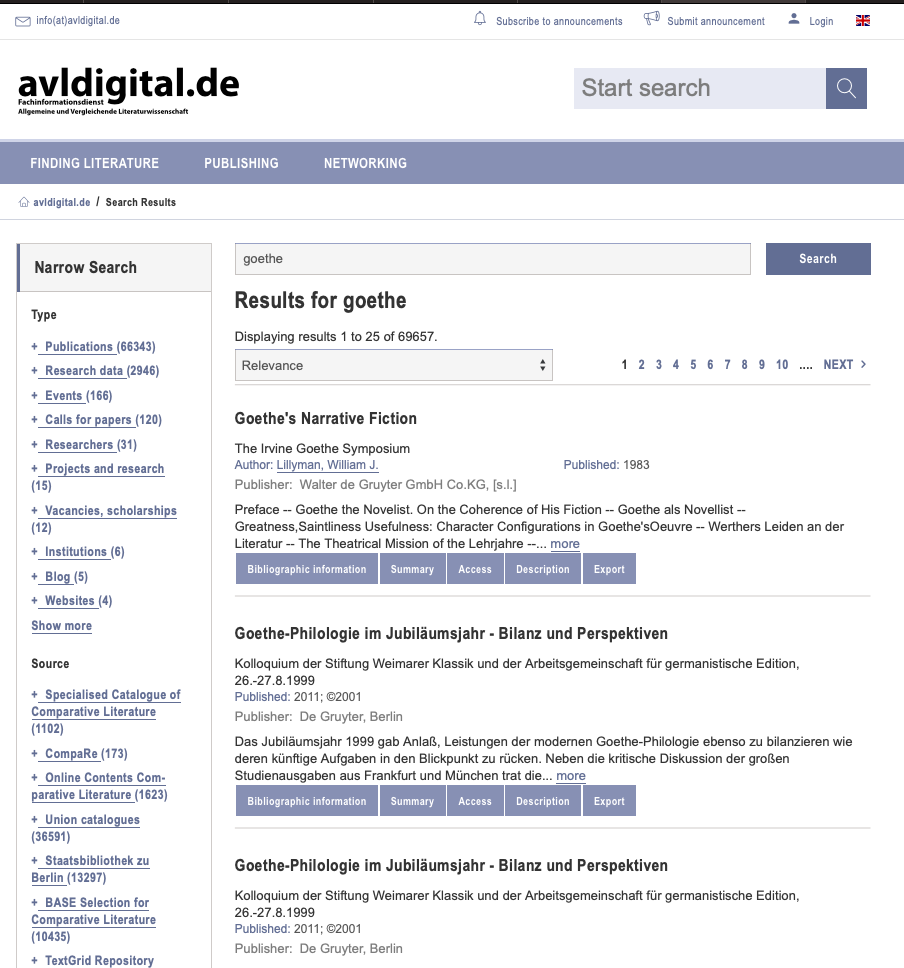 info(at)avldigital.de
Subscribe to announcements
Submit announcement
Login
avldigital.de
Fachinformationsdienst
Allgemeine und Vergleichende Literaturwissenschaft
Start search
FINDING LITERATURE
PUBLISHING
NETWORKING
avldigital.de / Search Results
Narrow Search
Type
+ Publications (66343)
+ Research data (2946)
+ Events (166)
+ Calls for papers (120)
+ Researchers (31)
+ Projects and research
(15)
+ Vacancies, scholarships
(12)
+ Institutions (6)
+ Blog (5)
+ Websites (4)
Show more
Source
+ Specialised Catalogue of
Comparative Literature
(1102)
+ CompaRe (173)
+ Online Contents Com-
parative Literature (1623)
+ Union catalogues
(36591)
+ Staatsbibliothek zu
Berlin (13297)
+ BASE Selection for
Comparative Literature
(10435)
+ TextGrid Repository
goethe
Search
Results for goethe
Displaying results 1 to 25 of 69657.
Relevance
1 2 3 4 5 6 7 8 9 10 .... NEXT >
Goethe's Narrative Fiction
The Irvine Goethe Symposium
Author: Lillyman, William J.
Published: 1983
Publisher: Walter de Gruyter GmbH Co.KG, [s.l.]
Preface -- Goethe the Novelist. On the Coherence of His Fiction -- Goethe als Novellist --
Greatness,Saintliness Usefulness: Character Configurations in Goethe'sOeuvre -- Werthers Leiden an der
Literatur -- The Theatrical Mission of the Lehrjahre --... more
Bibliographic information
Summary
Access
Description
Export
Goethe-Philologie im Jubiläumsjahr - Bilanz und Perspektiven
Kolloquium der Stiftung Weimarer Klassik und der Arbeitsgemeinschaft für germanistische Edition,
26.-27.8.1999
Published: 2011; ©2001
Publisher: De Gruyter, Berlin
Das Jubiläumsjahr 1999 gab Anlaß, Leistungen der modernen Goethe-Philologie ebenso zu bilanzieren wie
deren künftige Aufgaben in den Blickpunkt zu rücken. Neben die kritische Diskussion der großen
Studienausgaben aus Frankfurt und München trat die... more
Bibliographic information
Summary
Access
Description
Export
Goethe-Philologie im Jubiläumsjahr - Bilanz und Perspektiven
Kolloquium der Stiftung Weimarer Klassik und der Arbeitsgemeinschaft für germanistische Edition,
26.-27.8.1999
Published: 2011; ©2001
Publisher: De Gruyter, Berlin